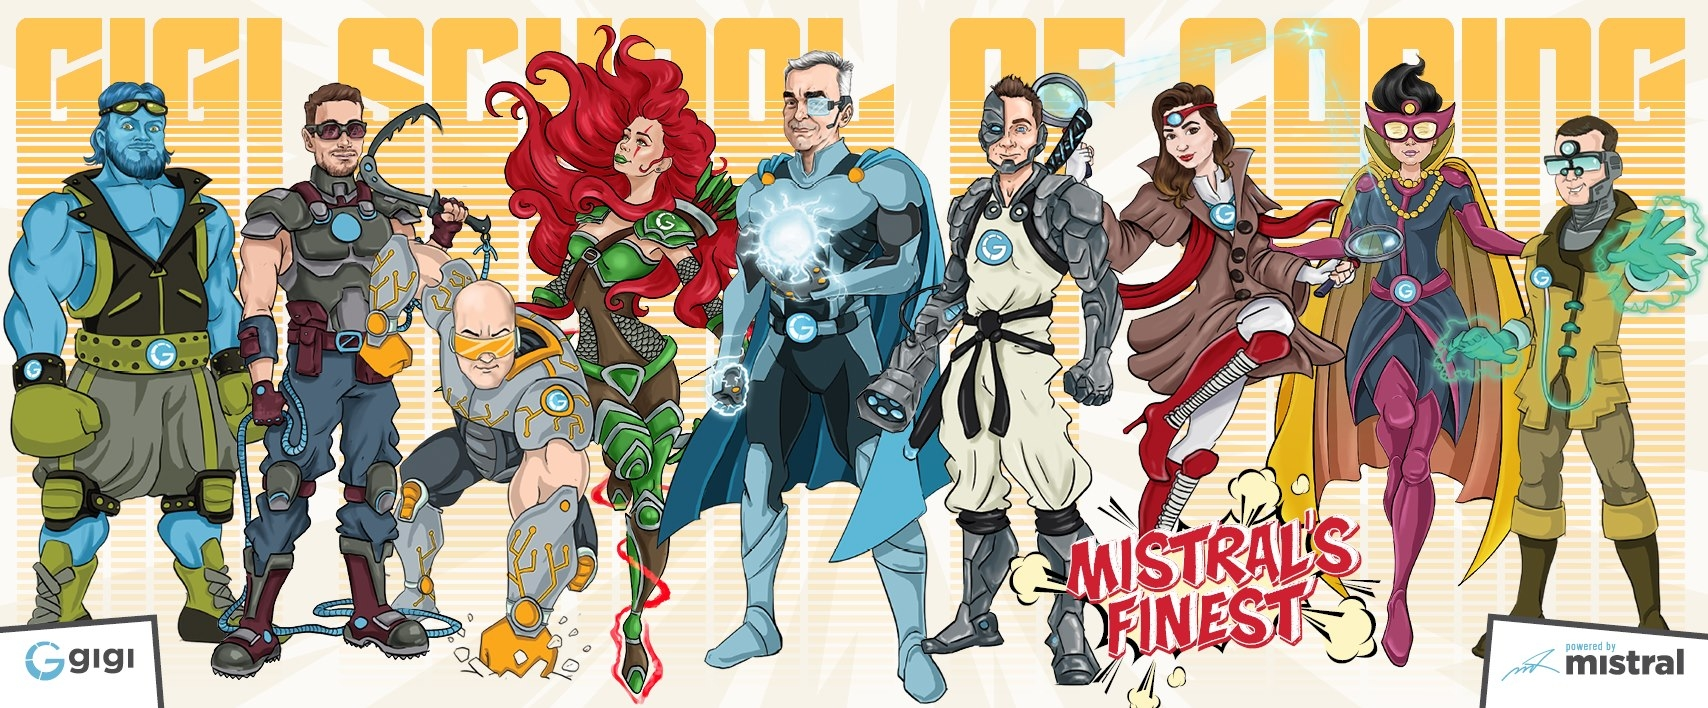 GIGI SCHOOL OF CODING
MISTRAL'S
FINEST
gigi
powered by
mistral